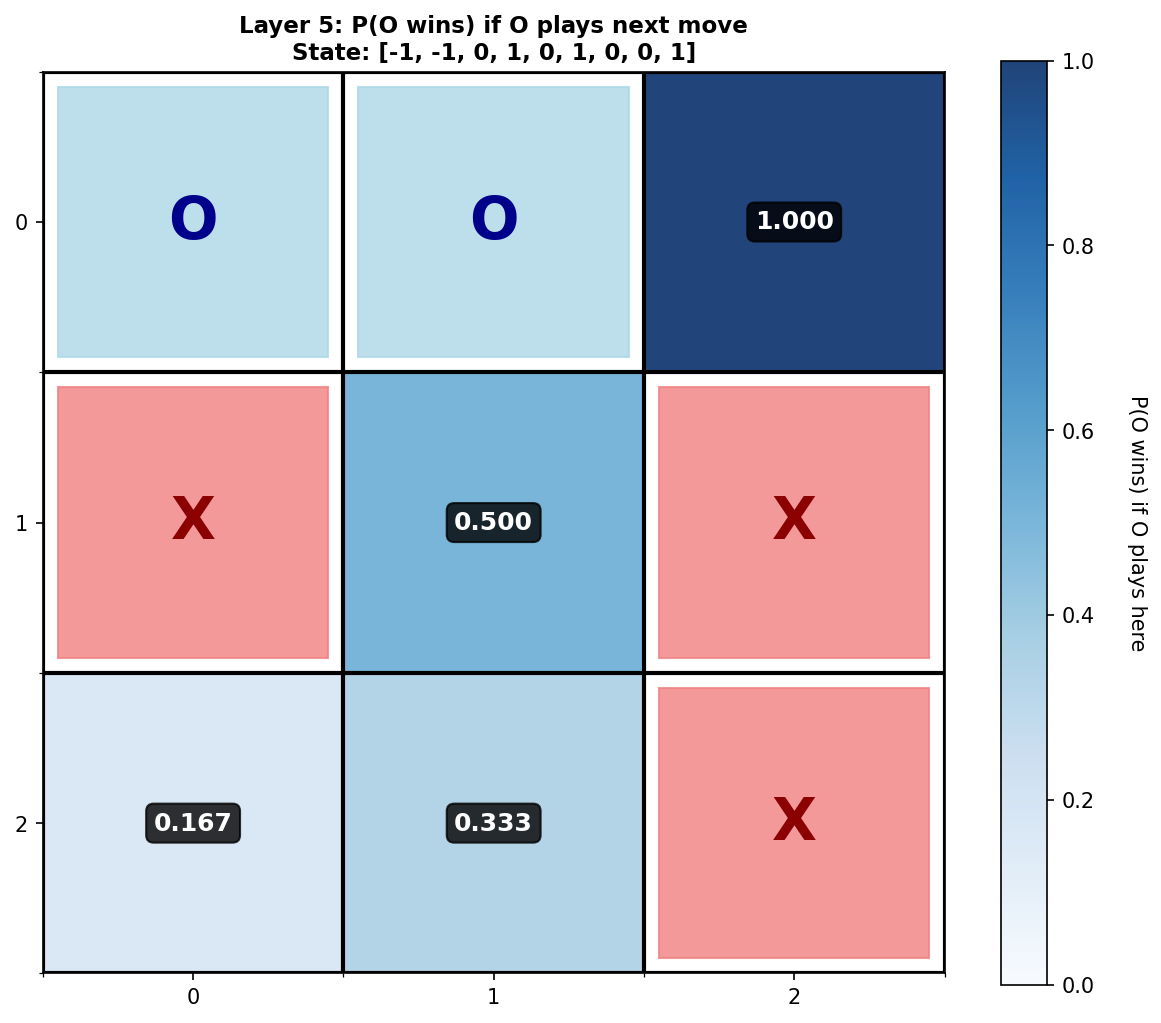 Layer 5: P(O wins) if O plays next move
State: [-1, -1, 0, 1, 0, 1, 0, 0, 1]
0
O
O
1.000
1
X
0.500
X
2
0.167
0.333
X
0
1
2
1.0
0.8
0.6
0.4
0.2
0.0
P(O wins) if O plays here